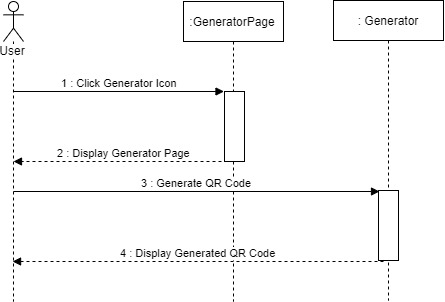 :GeneratorPage
: Generator
User
1 : Click Generator Icon
2 : Display Generator Page
3 : Generate QR Code
4 : Display Generated QR Code